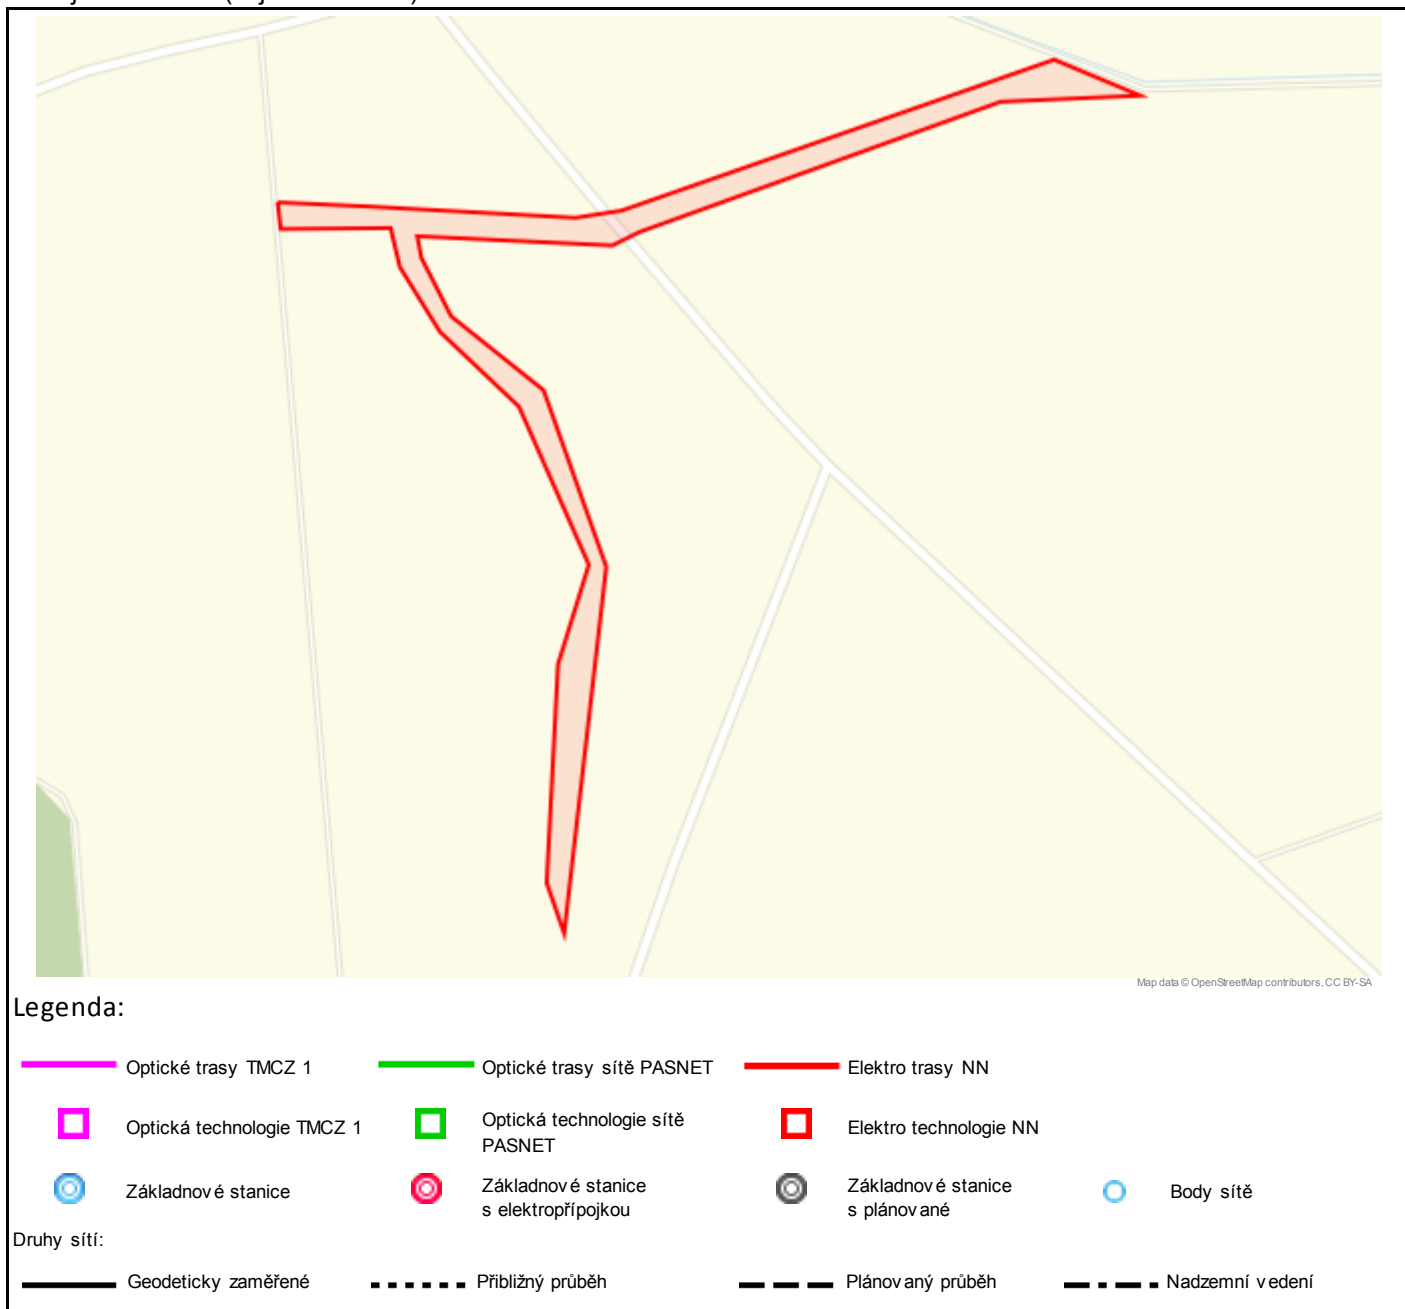 Map data © OpenStreetMap contributors, CC BY-SA
Legenda:
Optické trasy TMCZ 1
Optické trasy sítě PASNET
Elektro trasy NN
Optická technologie TMCZ 1
Optická technologie sítě
PASNET
Elektro technologie NN
Základnové stanice
Základnové stanice
s elektropřípojkou
Základnové stanice
s plánované
Body sítě
Druhy sítí:
Geodeticky zaměřené
Přibližný průběh
Plánovaný průběh
Nadzemní vedení